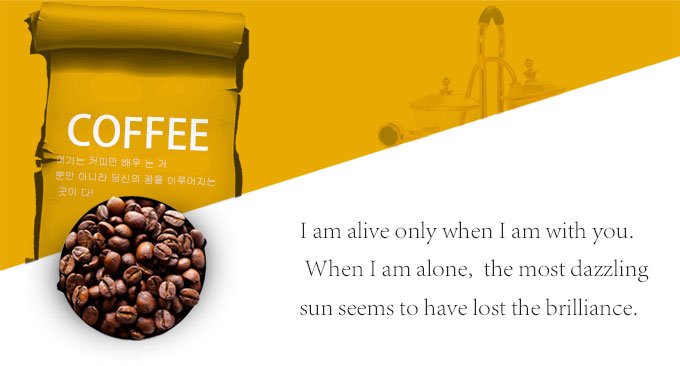 COFFEE
여기는 커피만 배우 는 거
뿐만 아니라 당신의 꿈을 이루어지는
곳이 다!
I am alive only when I am with you.
When I am alone, the most dazzling
sun seems to have lost the brilliance.